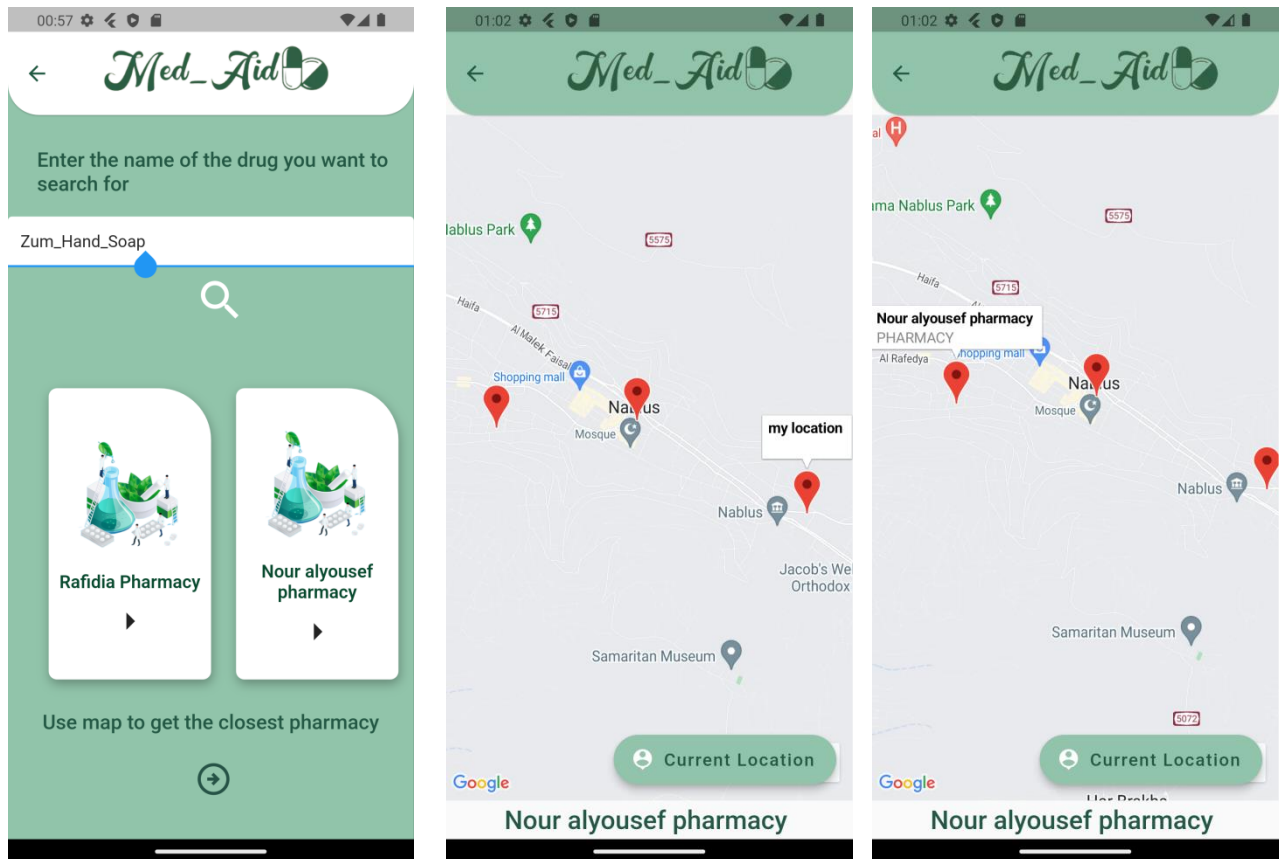 00:57
Med_Aid
Enter the name of the drug you want to
search for
Zum_Hand_Soap
Rafidia Pharmacy
Nour alyousef
pharmacy
Use map to get the closest pharmacy
01:02
Med_Aid
lablus Park
5575
Haifa
5715
Al Malek Faisal
Shopping mall
Nablus
Mosque
my location
Nablus
Jacob's We
Orthodox
Samaritan Museum
Current Location
Google
Nour alyousef pharmacy
01:02
Med_Aid
al
H
ma Nablus Park
5575
Haifa
5715
Nour alyousef pharmacy
PHARMACY
Al Rafedya
hopping mall
Nablus
Mosque
Nablus
Samaritan Museum
5072
Current Location
Google
Nour alyousef pharmacy